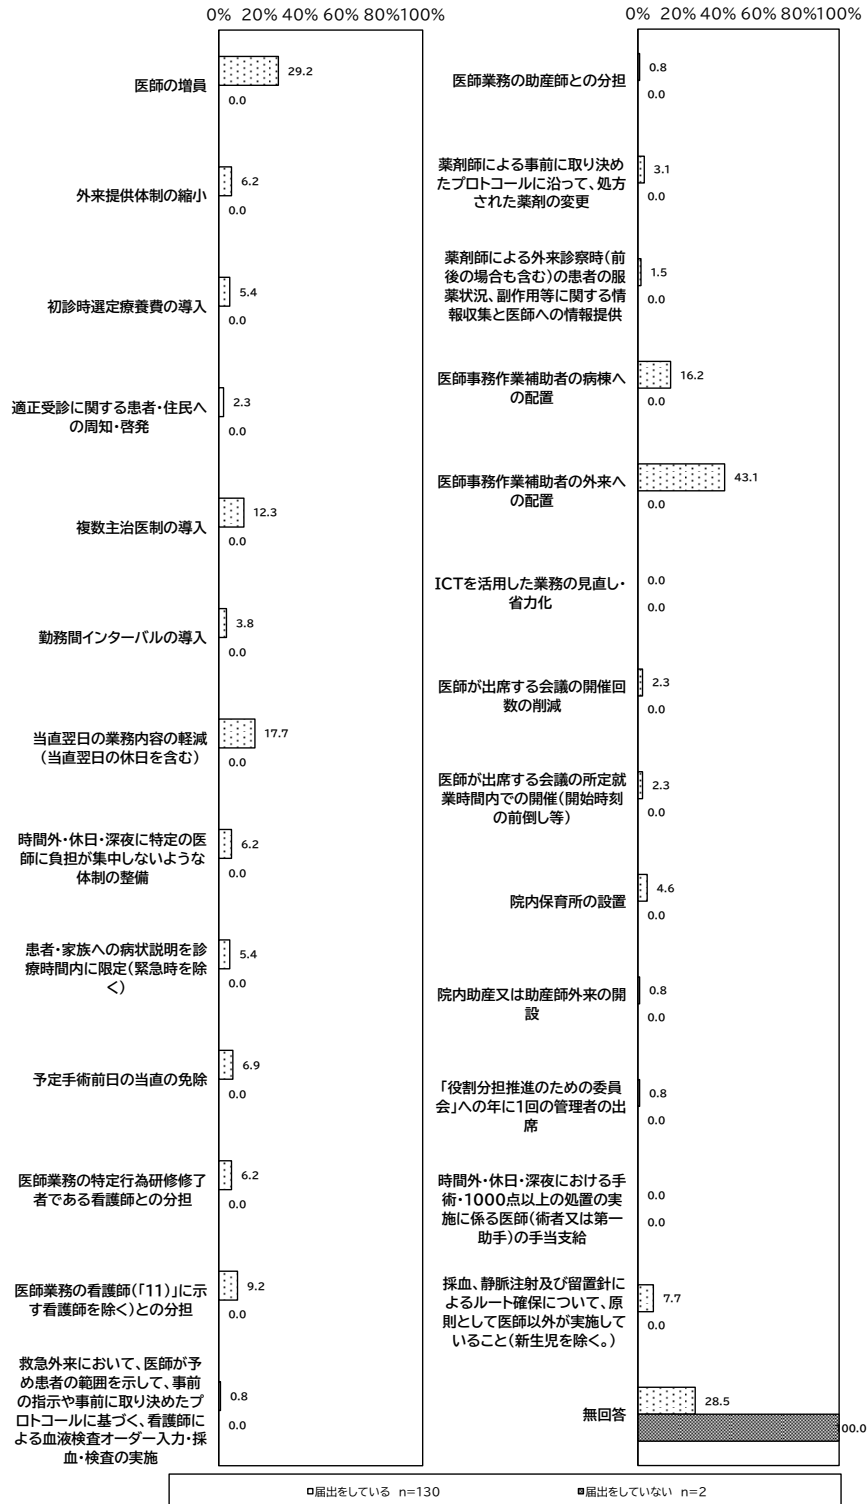 0% 20% 40% 60% 80%100%
医師の増員
29.2
0.0
外来提供体制の縮小
6.2
0.0
初診時選定療養費の導入
5.4
0.0
適正受診に関する患者・住民へ
の周知・啓発
2.3
0.0
複数主治医制の導入
12.3
0.0
勤務間インターバルの導入
3.8
0.0
当直翌日の業務内容の軽減
(当直翌日の休日を含む)
17.7
0.0
時間外・休日・深夜に特定の医
師に負担が集中しないような
体制の整備
6.2
0.0
患者・家族への病状説明を診
療時間内に限定(緊急時を除
く)
5.4
0.0
予定手術前日の当直の免除
6.9
0.0
医師業務の特定行為研修修了
者である看護師との分担
6.2
0.0
医師業務の看護師(「11)」に示
す看護師を除く)との分担
9.2
0.0
救急外来において、医師が予
め患者の範囲を示して、事前
の指示や事前に取り決めたプ
ロトコールに基づく、看護師によ
る血液検査オーダー入力・採
血・検査の実施
0.8
0.0
0% 20% 40% 60% 80%100%
医師業務の助産師との分担
0.8
0.0
薬剤師による事前に取り決め
たプロトコールに沿って、処方
された薬剤の変更
3.1
0.0
薬剤師による外来診察時(前
後の場合も含む)の患者の服
薬状況、副作用等に関する情
報収集と医師への情報提供
1.5
0.0
医師事務作業補助者の病棟へ
の配置
16.2
0.0
医師事務作業補助者の外来へ
の配置
43.1
0.0
ICTを活用した業務の見直し・
省力化
0.0
0.0
医師が出席する会議の開催回
数の削減
2.3
0.0
医師が出席する会議の所定就
業時間内での開催(開始時刻
の前倒し等)
2.3
0.0
院内保育所の設置
4.6
0.0
院内助産又は助産師外来の開
設
0.8
0.0
「役割分担推進のための委員
会」への年に1回の管理者の出
席
0.8
0.0
時間外・休日・深夜における手
術・1000点以上の処置の実
施に係る医師(術者又は第一
助手)の手当支給
0.0
0.0
採血、静脈注射及び留置針に
よるルート確保について、原
則として医師以外が実施して
いること(新生児を除く。)
7.7
0.0
無回答
28.5
100.0
届出をしている n=130
届出をしていない n=2